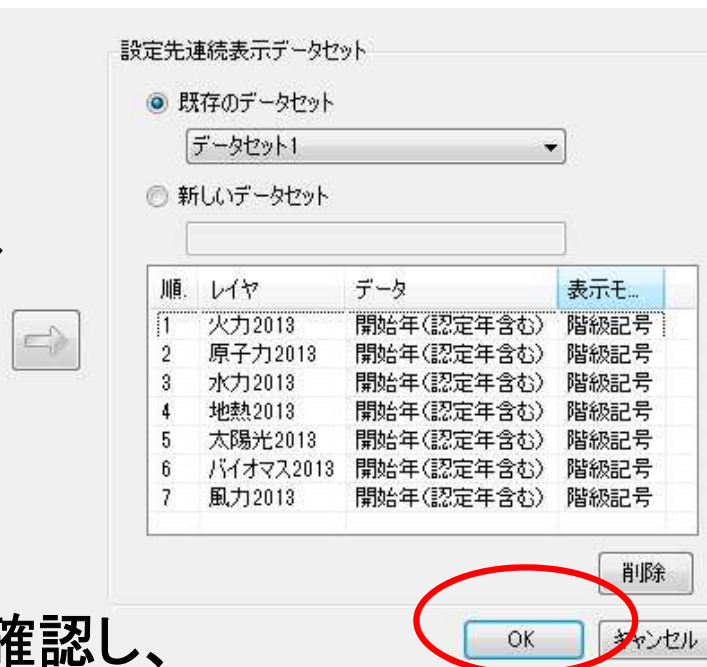 設定先連続表示データセット
既存のデータセット
データセット1
新しいデータセット
順. レイヤ データ 表示モ...
1 火力2013 開始年(認定年含む) 階級記号
2 原子力2013 開始年(認定年含む) 階級記号
3 水力2013 開始年(認定年含む) 階級記号
4 地熱2013 開始年(認定年含む) 階級記号
5 太陽光2013 開始年(認定年含む) 階級記号
6 バイオマス2013 開始年(認定年含む) 階級記号
7 風力2013 開始年(認定年含む) 階級記号
削除
OK キャンセル
確認し、